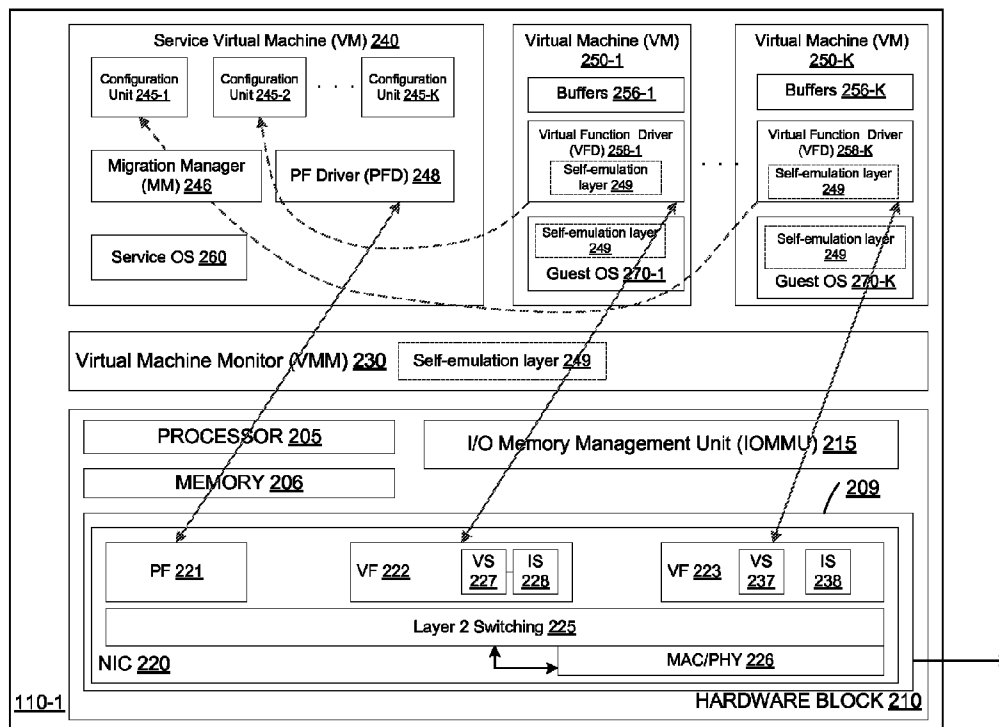 Service Virtual Machine (VM) 240
Configuration
Unit 245-1
Configuration
Unit 245-2
. . .
Configuration
Unit 245-K
Migration Manager
(MM) 246
PF Driver (PFD) 248
Service OS 260
Virtual Machine (VM)
250-1
Buffers 256-1
Virtual Function Driver
(VFD) 258-1
Self-emulation
layer 249
Self-emulation layer
249
Guest OS 270-1
. . .
Virtual Machine (VM)
250-K
Buffers 256-K
Virtual Function Driver
(VFD) 258-K
Self-emulation layer
249
Self-emulation layer
249
Guest OS 270-K
Virtual Machine Monitor (VMM) 230
Self-emulation layer 249
PROCESSOR 205
I/O Memory Management Unit (IOMMU) 215
MEMORY 206
209
PF 221
VF 222
VS
227
IS
228
VF 223
VS
237
IS
238
Layer 2 Switching 225
NIC 220
MAC/PHY 226
110-1
HARDWARE BLOCK 210